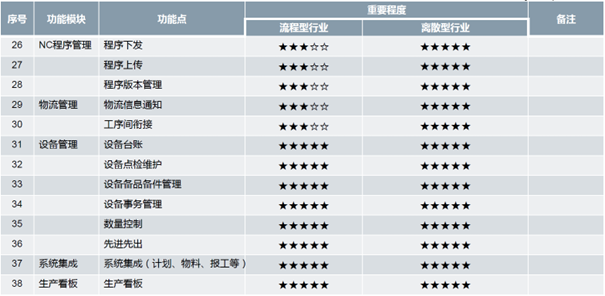 序号 功能模块 功能点 重要程度 备注
流程型行业 离散型行业
26 NC程序管理 程序下发 ★★★☆☆ ★★★★★
27 程序上传 ★★★☆☆ ★★★★★
28 程序版本管理 ★★★☆☆ ★★★★★
29 物流管理 物流信息通知 ★★★☆☆ ★★★★★
30 工序间衔接 ★★★☆☆ ★★★★★
31 设备管理 设备台账 ★★★★★ ★★★★★
32 设备点检维护 ★★★★★ ★★★★★
33 设备备品备件管理 ★★★★★ ★★★★★
34 设备事务管理 ★★★★★ ★★★★★
35 数量控制 ★★★★★ ★★★★★
36 先进先出 ★★★★★ ★★★★★
37 系统集成 系统集成（计划、物料、报工等） ★★★★★ ★★★★★
38 生产看板 生产看板 ★★★★★ ★★★★★